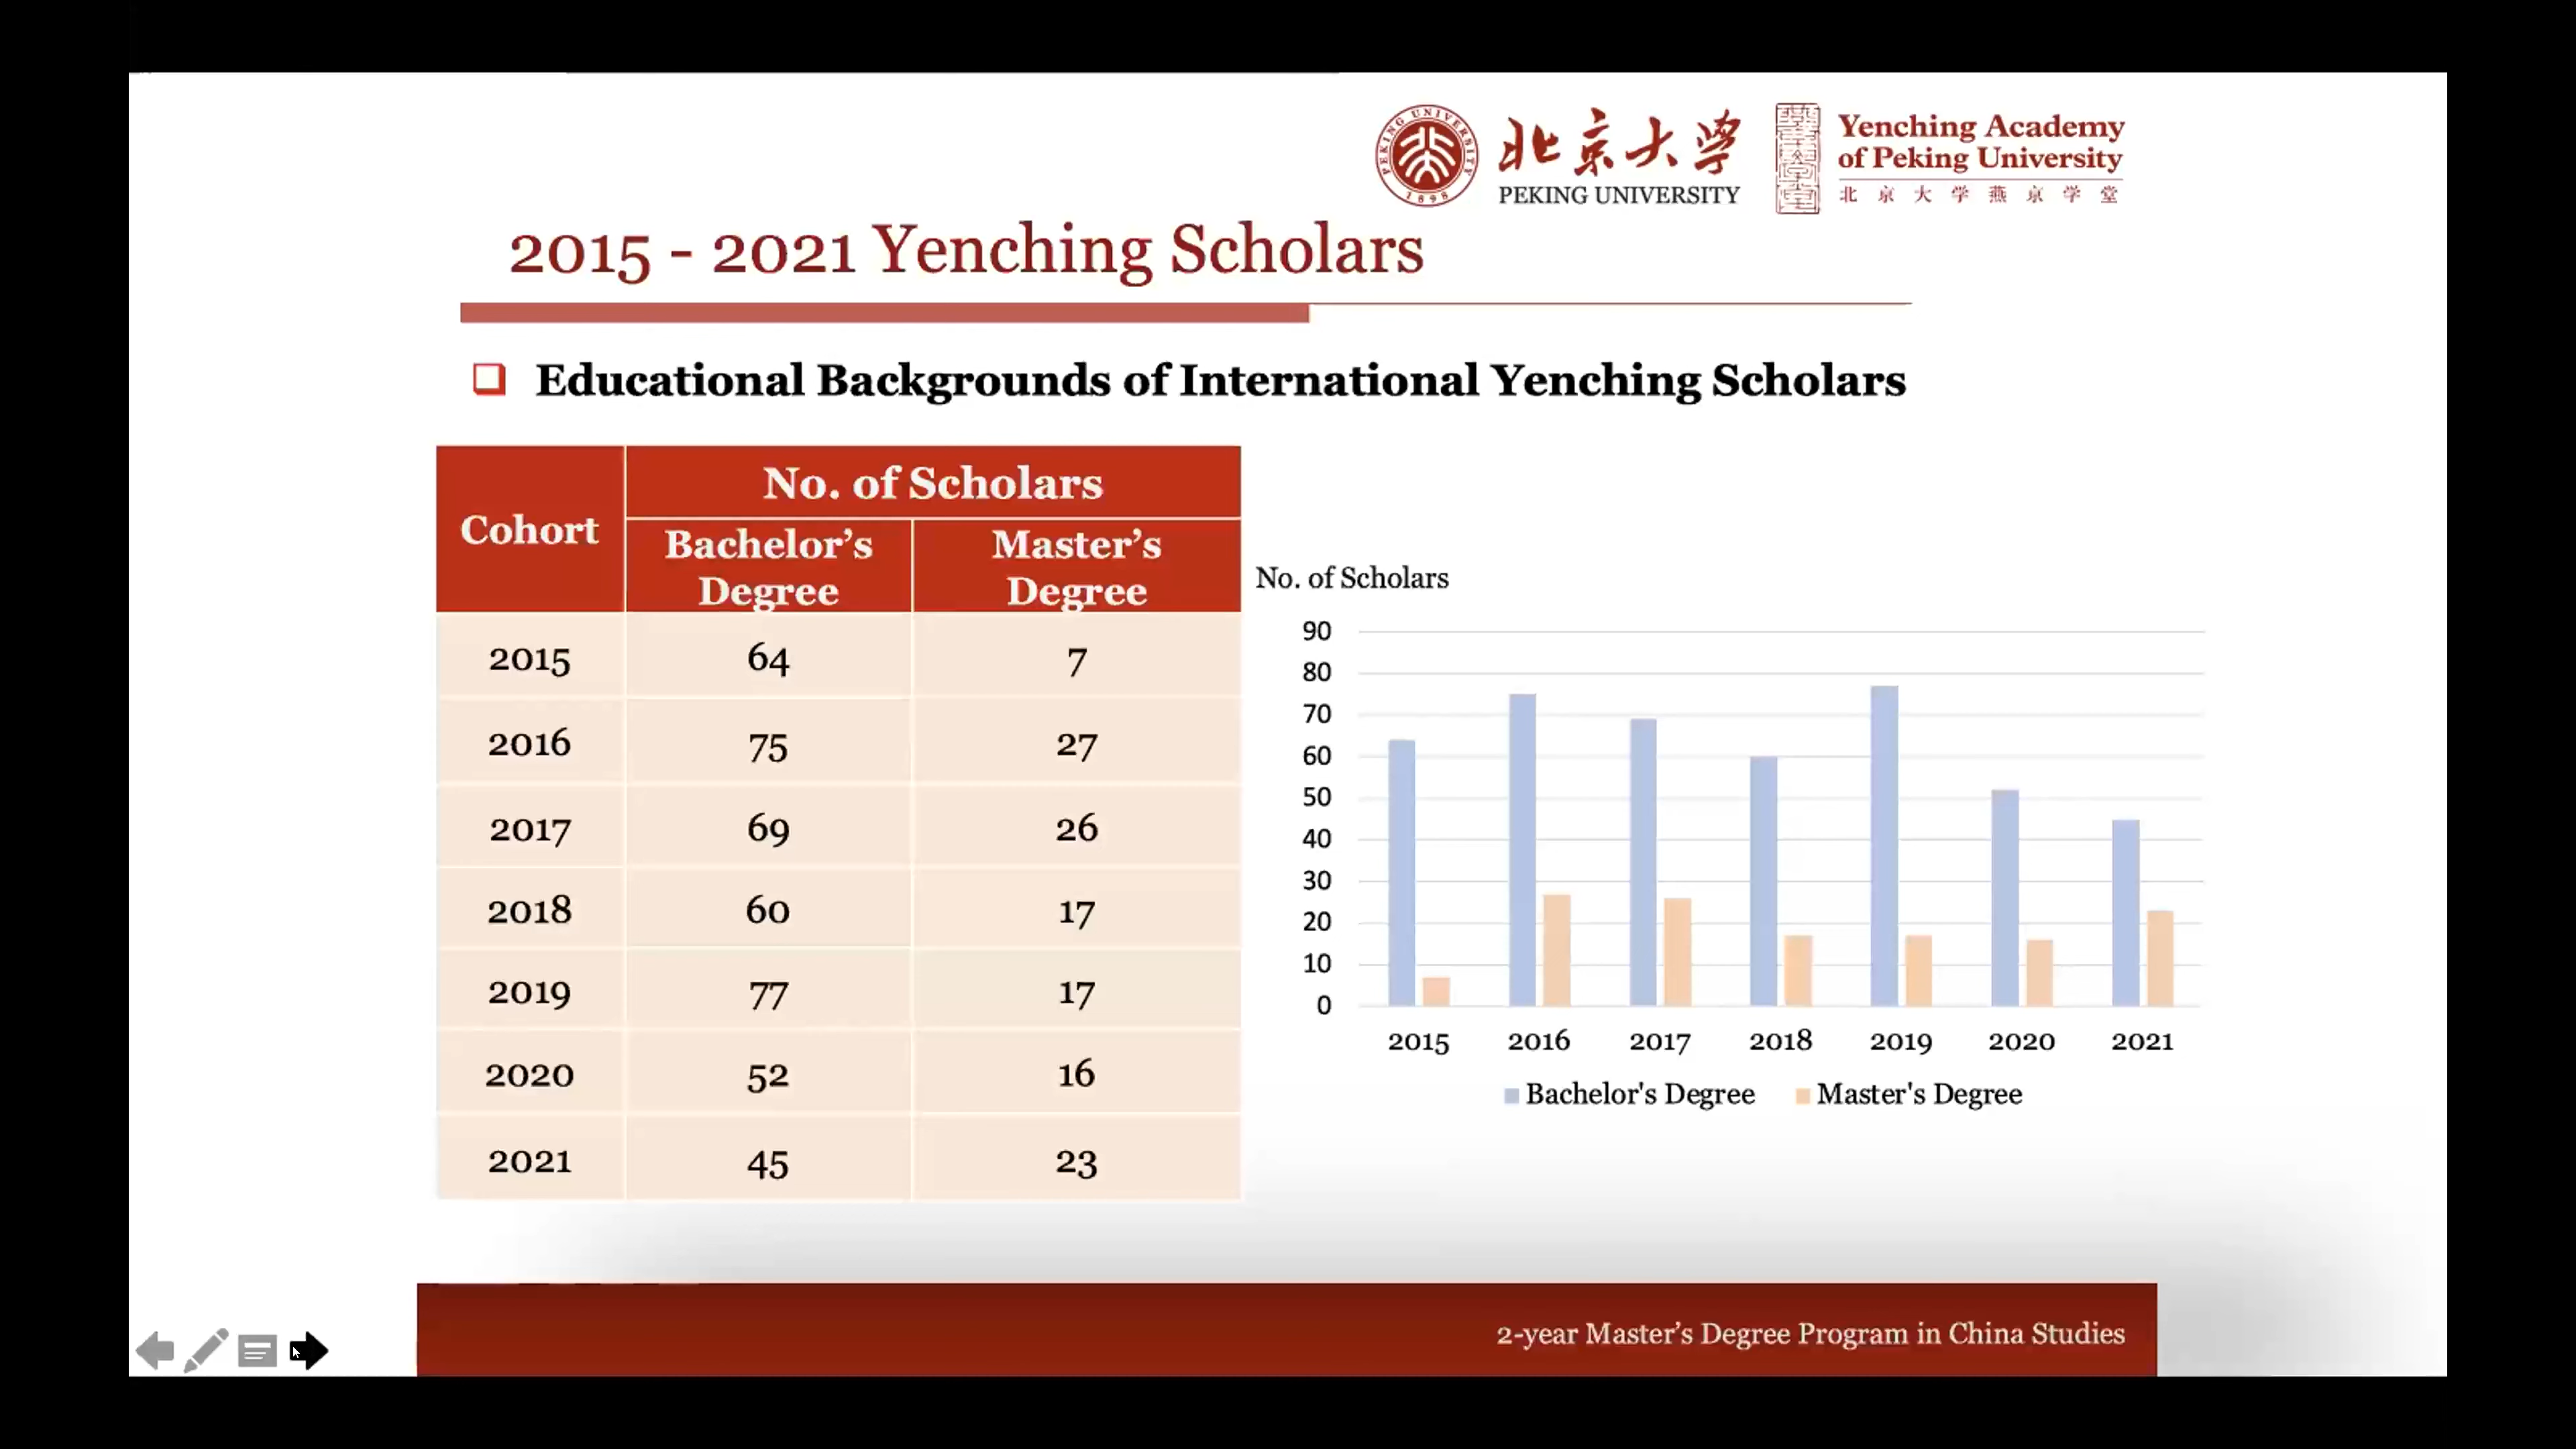 PEKING UNIVERSITY
1898
北京大学
PEKING UNIVERSITY
Yenching Academy
of Peking University
北京大学燕京学堂
2015 - 2021 Yenching Scholars
Educational Backgrounds of International Yenching Scholars
Cohort
No. of Scholars
Bachelor’s
Degree
Master’s
Degree
2015 64 7
2016 75 27
2017 69 26
2018 60 17
2019 77 17
2020 52 16
2021 45 23
No. of Scholars
90
80
70
60
50
40
30
20
10
0
2015 2016 2017 2018 2019 2020 2021
Bachelor's Degree Master's Degree
2-year Master’s Degree Program in China Studies